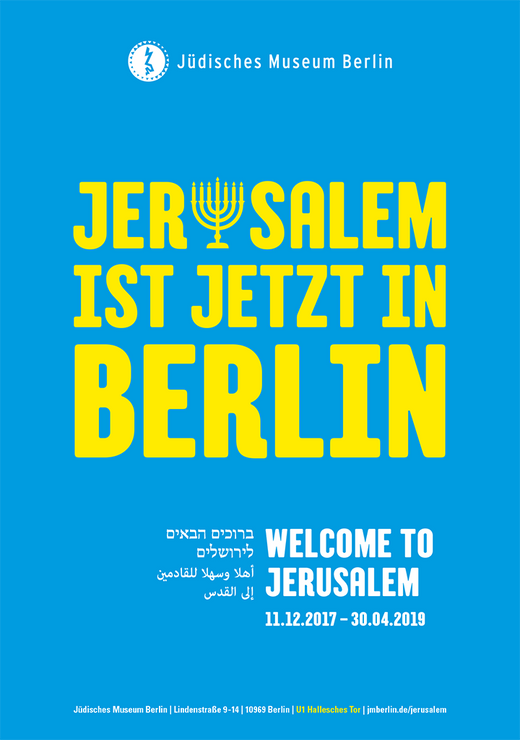 Jüdisches Museum Berlin
JERUSALEM
IST JETZT IN
BERLIN
ברוכים הבאים
לירושלים
أهلا وسهلا للقادمين
إلى القدس
WELCOME TO
JERUSALEM
11.12.2017 – 30.04.2019
Jüdisches Museum Berlin | Lindenstraße 9-14 | 10969 Berlin | U1 Hallesches Tor | jmberlin.de/jerusalem